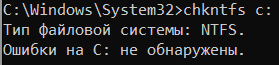 C:\Windows\System32>chkntfs c:
Тип файловой системы: NTFS.
Ошибки на C: не обнаружены.